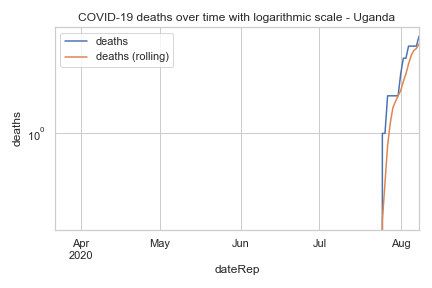 COVID-19 deaths over time with logarithmic scale - Uganda
deaths
deaths (rolling)
deaths
10⁰
Apr
2020
May
Jun
Jul
Aug
dateRep